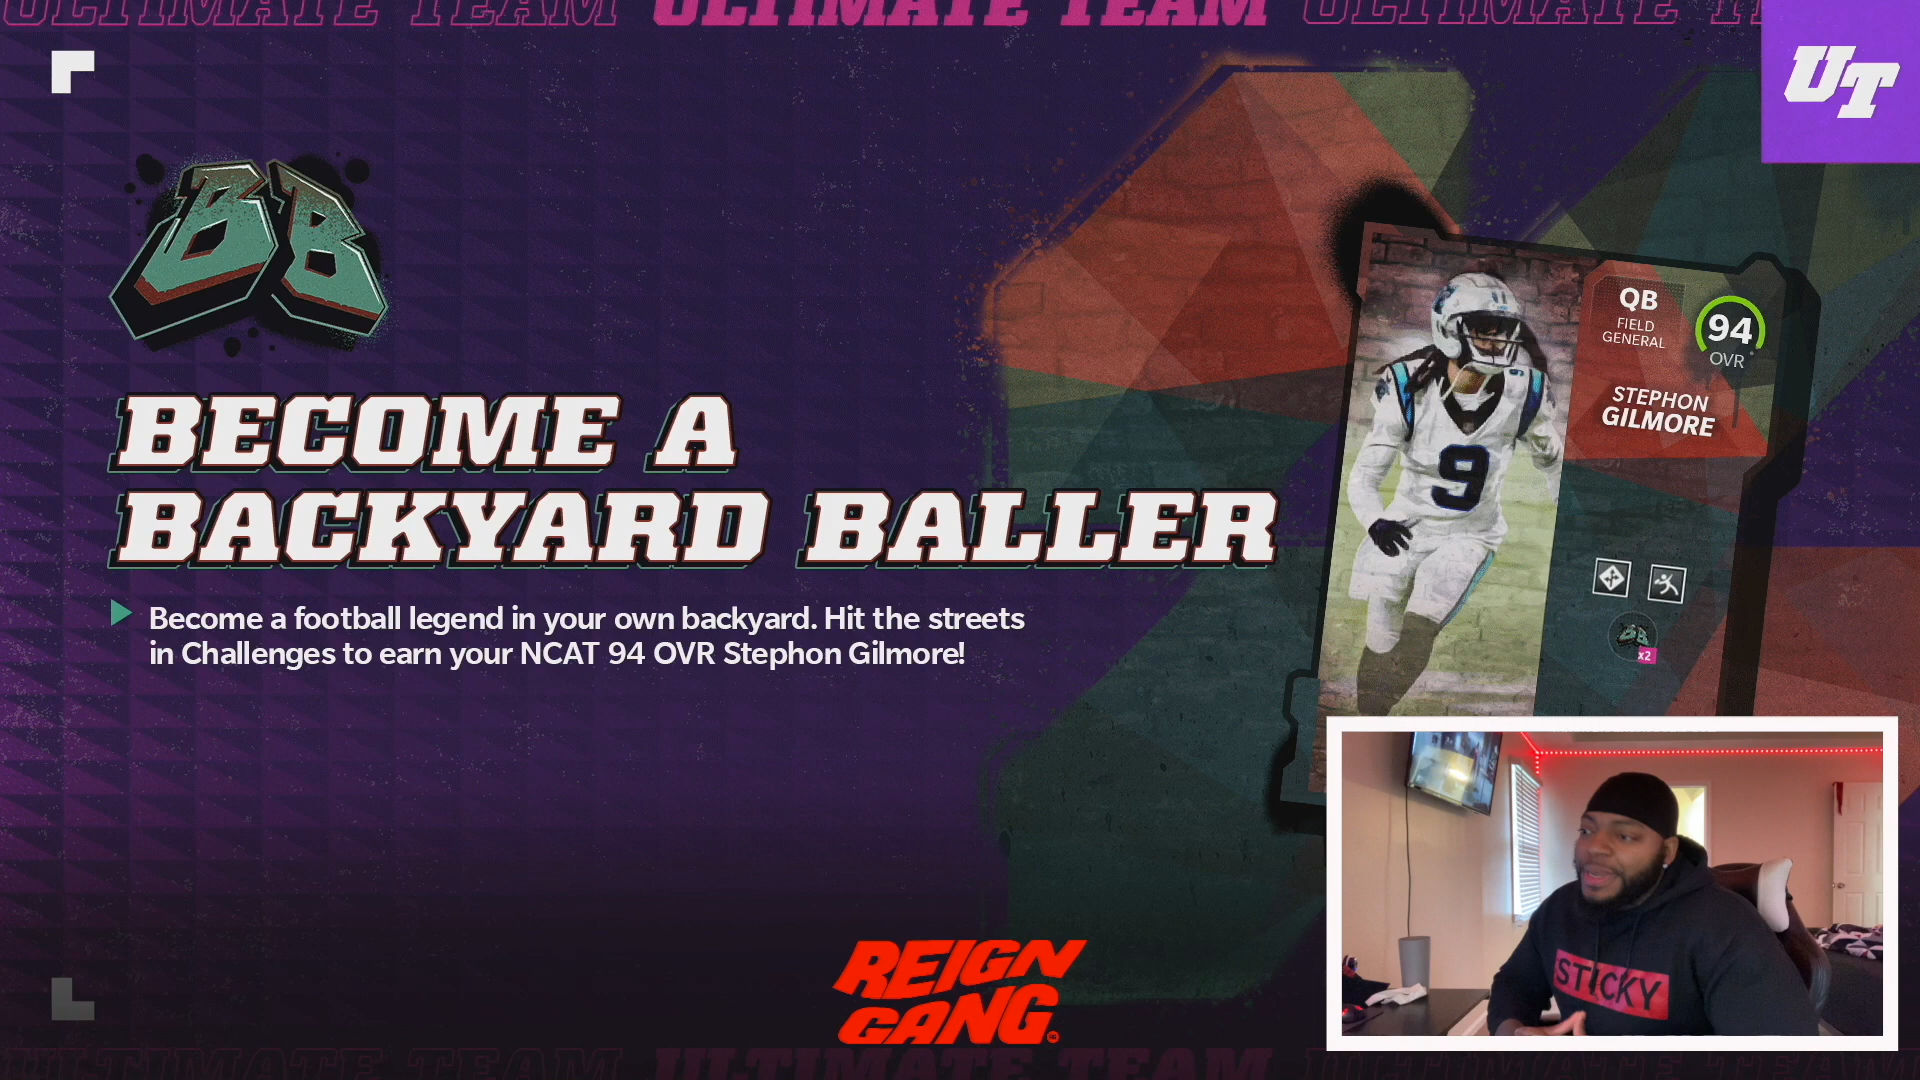 ULTIMATE TEAM ULTIMATE TEAM ULTIMATE
UT
BB
BECOME A
BACKYARD BALLER
Become a football legend in your own backyard. Hit the streets
in Challenges to earn your NCAT 94 OVR Stephon Gilmore!
QB
FIELD
GENERAL
94
OVR
STEPHON
GILMORE
9
BB
x2
REIGN
GANG
STICKY
ULTIMATE TEAM ULTIMATE TEAM